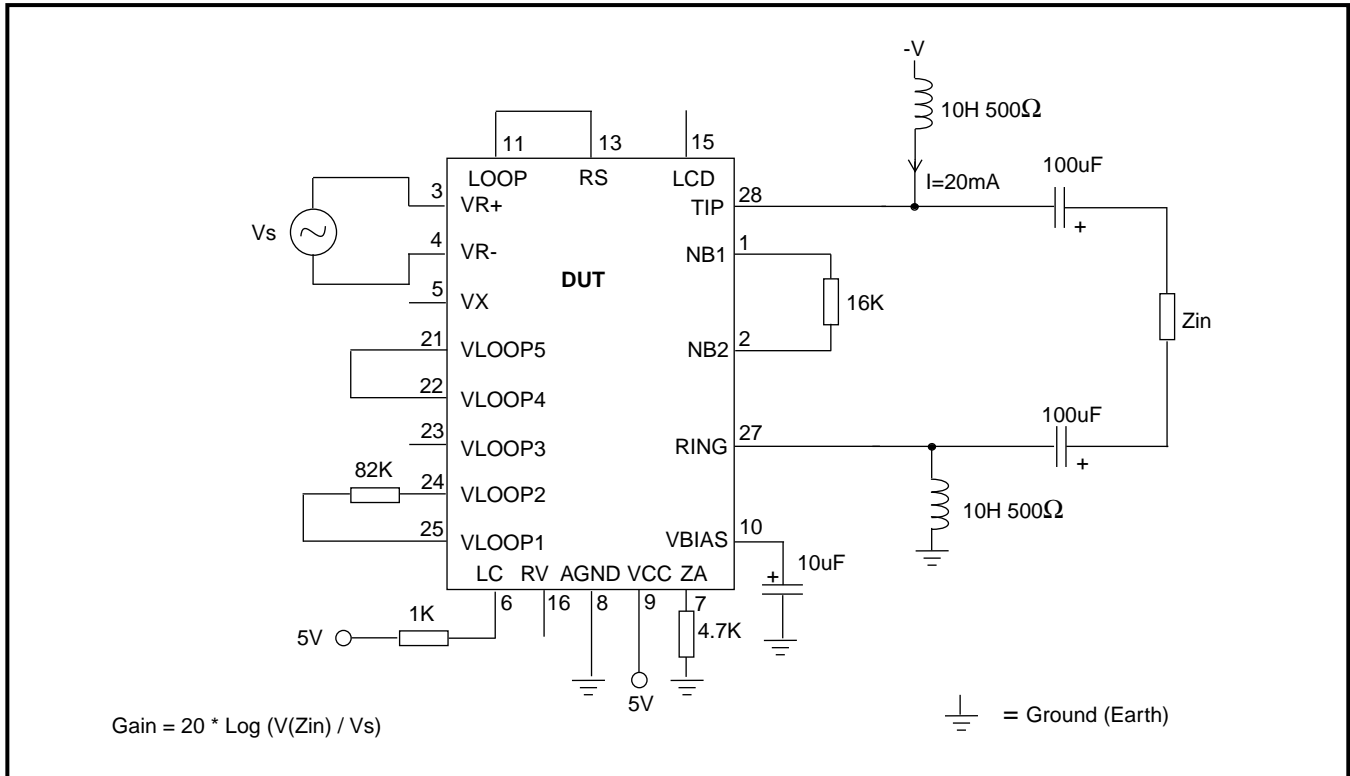 -V
10H 500Ω
11
13
15
100uF
LOOP
RS
LCD
I=20mA
3
VR+
TIP
28
Vs
4
VR-
NB1
1
DUT
5
VX
16K
Zin
21
VLOOP5
NB2
2
22
VLOOP4
100uF
23
VLOOP3
RING
27
82K
24
VLOOP2
10H 500Ω
25
VLOOP1
VBIAS
10
10uF
+
+
+
LC
RV
AGND
VCC
ZA
6
16
8
9
7
1K
5V
4.7K
5V
Gain = 20 * Log (V(Zin) / Vs)
= Ground (Earth)